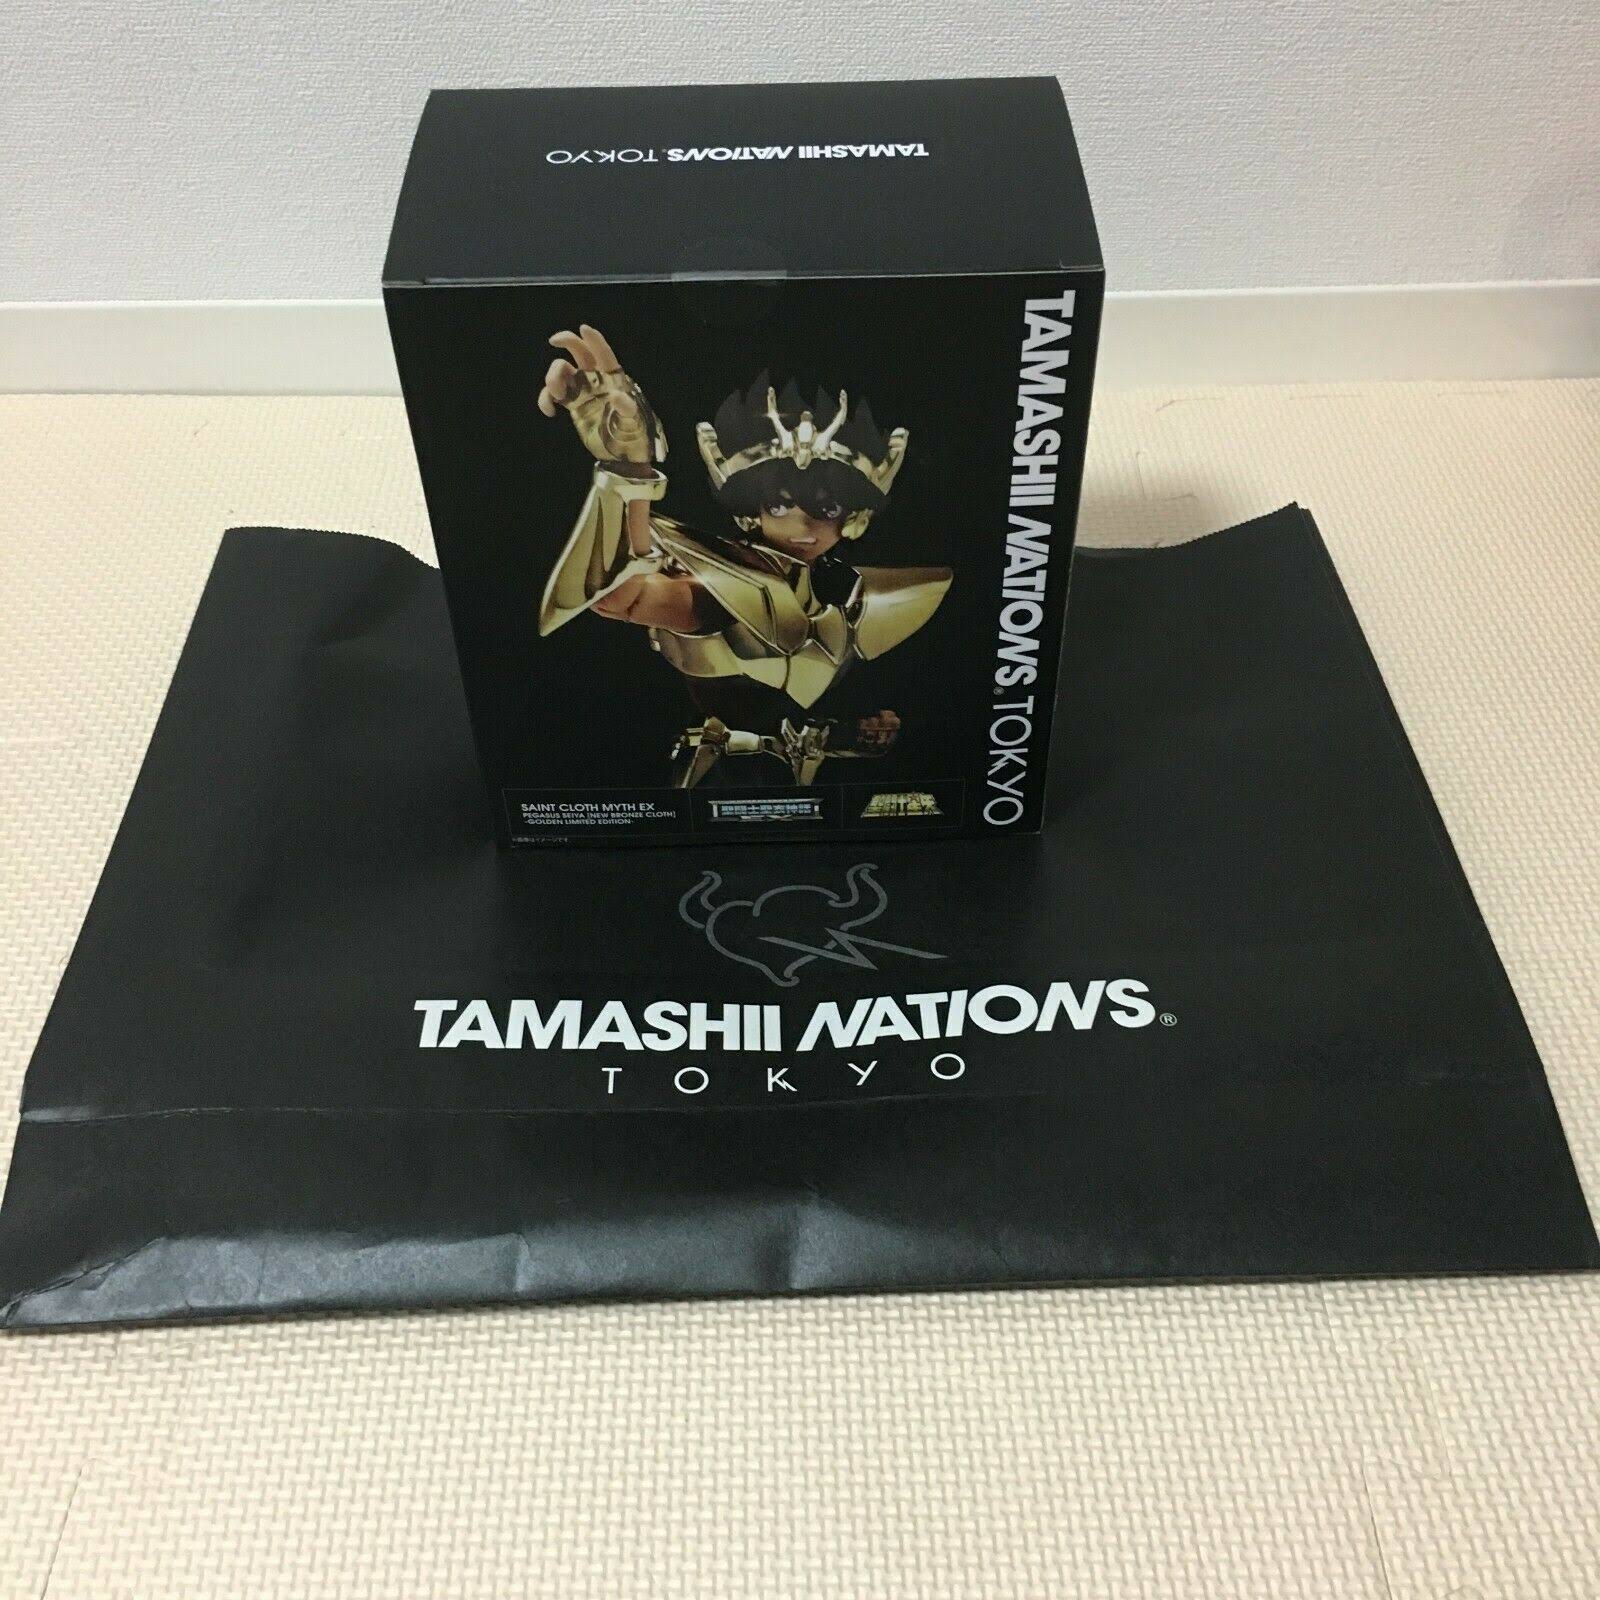 TAMASHII NATIONS TOKYO
TAMASHII NATIONS® TOKYO
SAINT CLOTH MYTH EX
PEGASUS SEIYA [NEW BRONZE CLOTH]
-GOLDEN LIMITED EDITION-
EX
TAMASHII NATIONS®
TOKYO